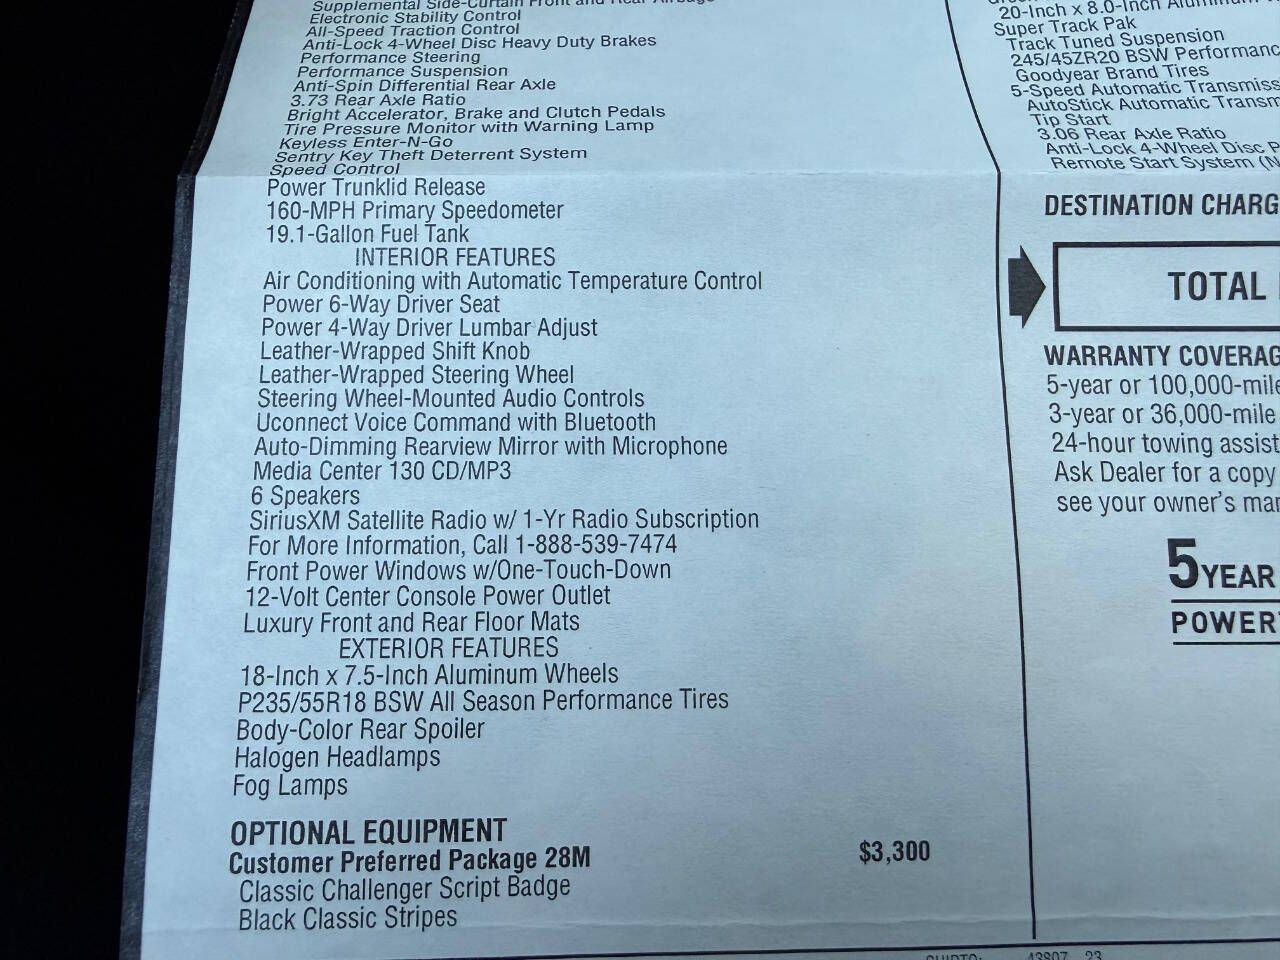 Supplemental Side-Curtain Front and Rear Airbags
Electronic Stability Control
All-Speed Traction Control
Anti-Lock 4-Wheel Disc Heavy Duty Brakes
Performance Steering
Performance Suspension
Anti-Spin Differential Rear Axle
3.73 Rear Axle Ratio
Bright Accelerator, Brake and Clutch Pedals
Tire Pressure Monitor with Warning Lamp
Keyless Enter-N-Go
Sentry Key Theft Deterrent System
Speed Control
Power Trunklid Release
160-MPH Primary Speedometer
19.1-Gallon Fuel Tank
INTERIOR FEATURES
Air Conditioning with Automatic Temperature Control
Power 6-Way Driver Seat
Power 4-Way Driver Lumbar Adjust
Leather-Wrapped Shift Knob
Leather-Wrapped Steering Wheel
Steering Wheel-Mounted Audio Controls
Uconnect Voice Command with Bluetooth
Auto-Dimming Rearview Mirror with Microphone
Media Center 130 CD/MP3
6 Speakers
SiriusXM Satellite Radio w/ 1-Yr Radio Subscription
For More Information, Call 1-888-539-7474
Front Power Windows w/One-Touch-Down
12-Volt Center Console Power Outlet
Luxury Front and Rear Floor Mats
EXTERIOR FEATURES
18-Inch x 7.5-Inch Aluminum Wheels
P235/55R18 BSW All Season Performance Tires
Body-Color Rear Spoiler
Halogen Headlamps
Fog Lamps
OPTIONAL EQUIPMENT
Customer Preferred Package 28M $3,300
Classic Challenger Script Badge
Black Classic Stripes
20-Inch x 8.0-Inch Aluminum
Super Track Pak
Track Tuned Suspension
245/45ZR20 BSW Performanc
Goodyear Brand Tires
5-Speed Automatic Transmiss
AutoStick Automatic Transm
Tip Start
3.06 Rear Axle Ratio
Anti-Lock 4-Wheel Disc P
Remote Start System (N
DESTINATION CHARG
TOTAL
WARRANTY COVERAG
5-year or 100,000-mile
3-year or 36,000-mile
24-hour towing assist
Ask Dealer for a copy
see your owner's man
5 YEAR
POWERT
43807 23